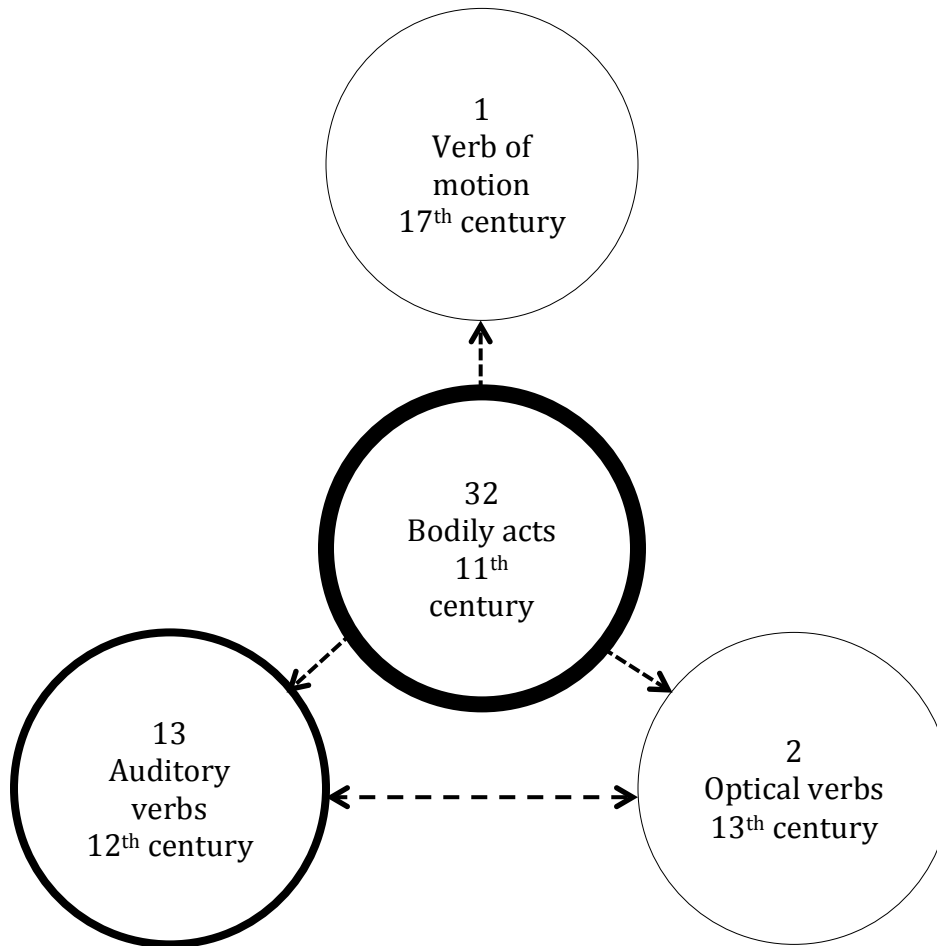 1
Verb of
motion
17th century
32
Bodily acts
11th
century
13
Auditory
verbs
12th century
2
Optical verbs
13th century